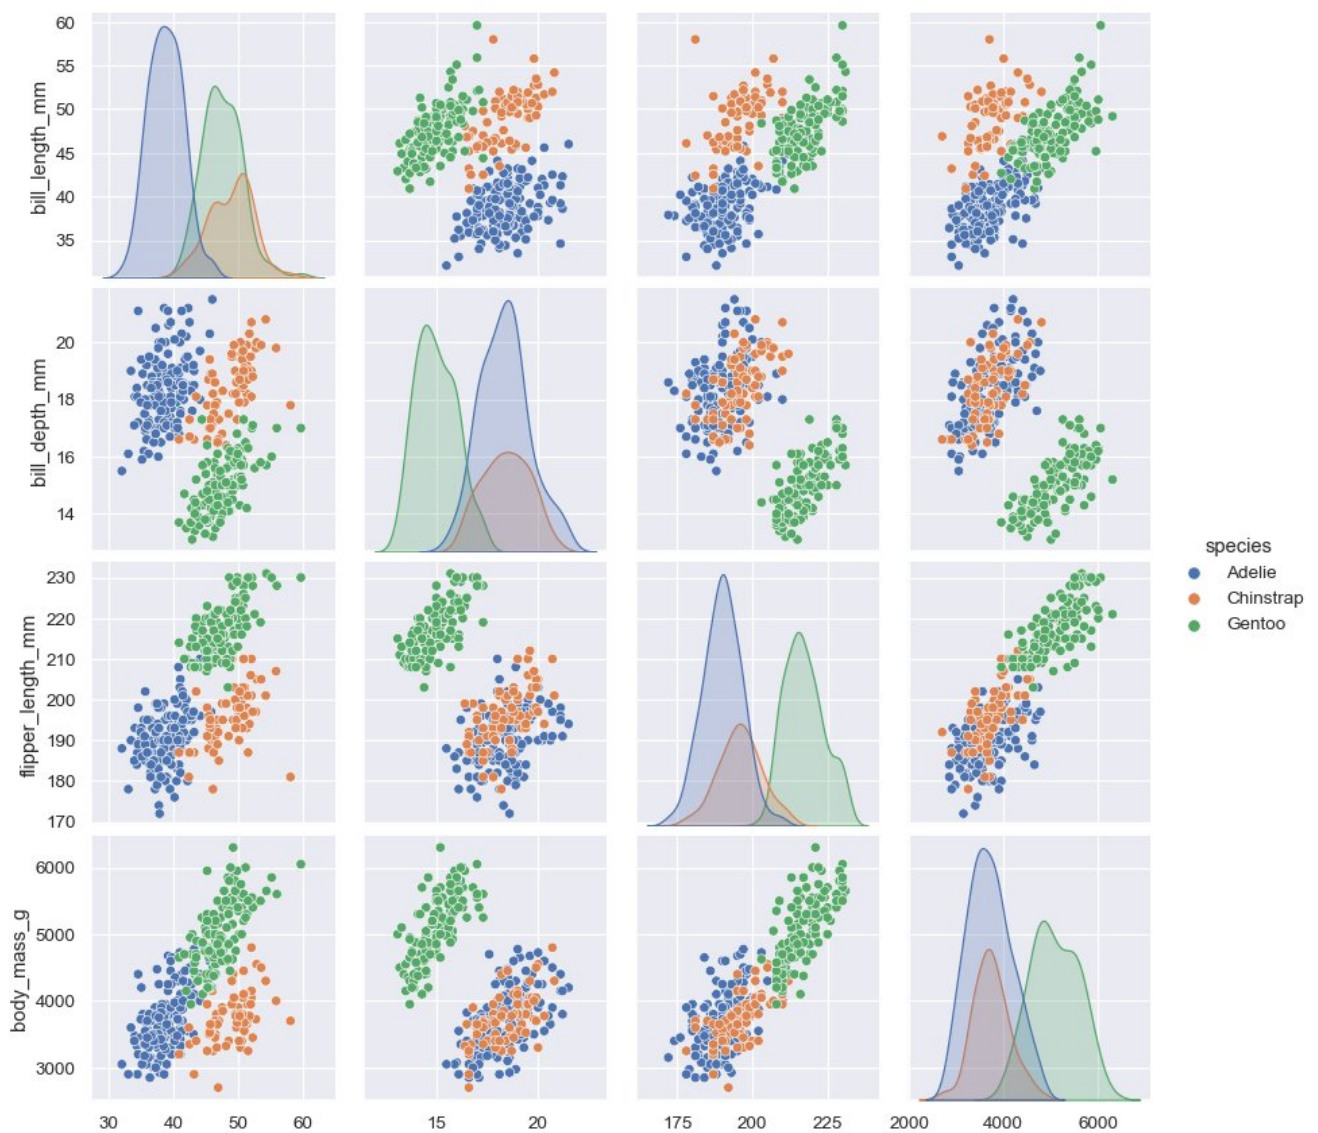 60
55
50
45
40
35
bill_length_mm
20
18
16
14
bill_depth_mm
230
220
210
200
190
180
170
flipper_length_mm
6000
5000
4000
3000
body_mass_g
30 40 50 60
15 20
175 200 225
2000 4000 6000
species
Adelie
Chinstrap
Gentoo